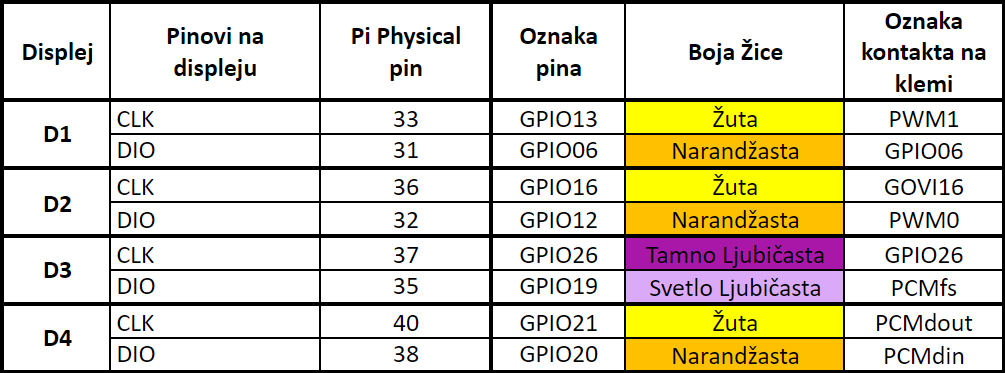 Displej Pinovi na displeju Pi Physical pin Oznaka pina Boja Žice Oznaka kontakta na klemi
D1 CLK 33 GPIO13 Žuta PWM1
DIO 31 GPIO06 Narandžasta GPIO06
D2 CLK 36 GPIO16 Žuta GOVI16
DIO 32 GPIO12 Narandžasta PWM0
D3 CLK 37 GPIO26 Tamno Ljubičasta GPIO26
DIO 35 GPIO19 Svetlo Ljubičasta PCMfs
D4 CLK 40 GPIO21 Žuta PCMdout
DIO 38 GPIO20 Narandžasta PCMdin